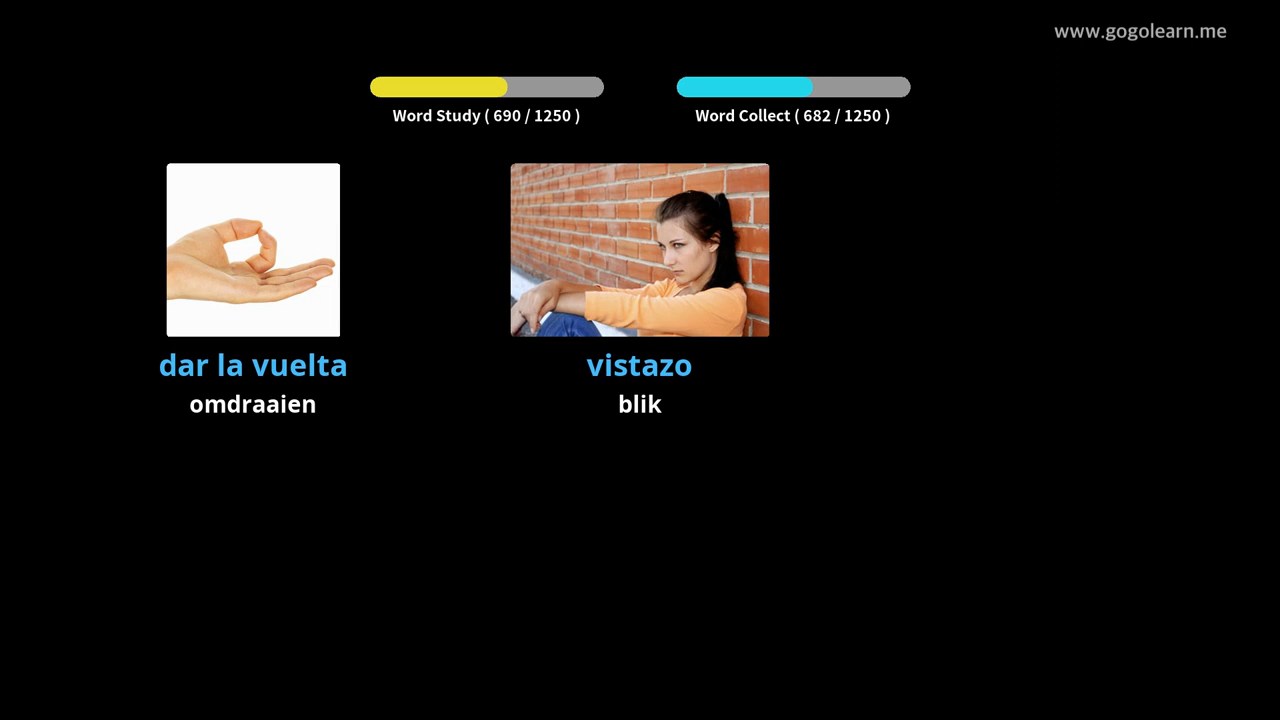 www.gogolearn.me
Word Study ( 690 / 1250 )
Word Collect ( 682 / 1250 )
dar la vuelta
omdraaien
vistazo
blik